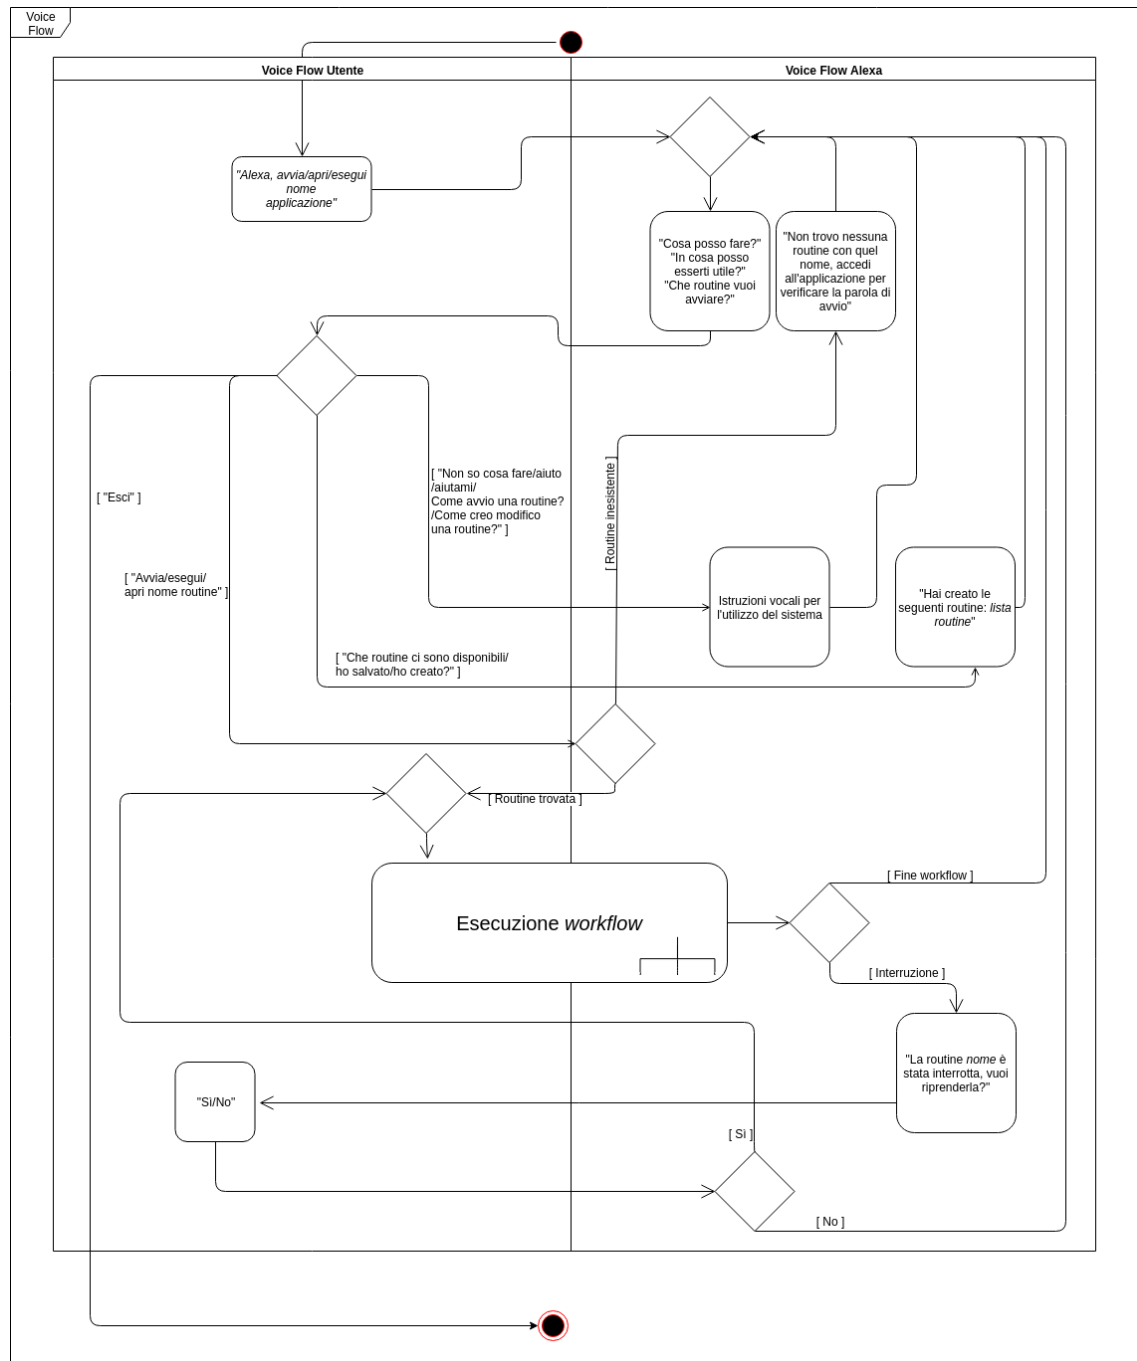 Voice
Flow
Voice Flow Utente
Voice Flow Alexa
"Alexa, avvia/apri/esegui
nome
applicazione"
"Cosa posso fare?"
"In cosa posso
esserti utile?"
"Che routine vuoi
avviare?"
"Non trovo nessuna
routine con quel
nome, accedi
all'applicazione per
verificare la parola di
avvio"
[ "Esci" ]
[ "Non so cosa fare/aiuto
/aiutami/
Come avvio una routine?
/Come creo modifico
una routine?" ]
[ Routine inesistente ]
[ "Avvia/esegui/
apri nome routine" ]
Istruzioni vocali per
l'utilizzo del sistema
"Hai creato le
seguenti routine: lista
routine"
[ "Che routine ci sono disponibili/
ho salvato/ho creato?" ]
[ Routine trovata ]
Esecuzione workflow
[ Fine workflow ]
[ Interruzione ]
"La routine nome è
stata interrotta, vuoi
riprenderla?"
"Sì/No"
[ Sì ]
[ No ]